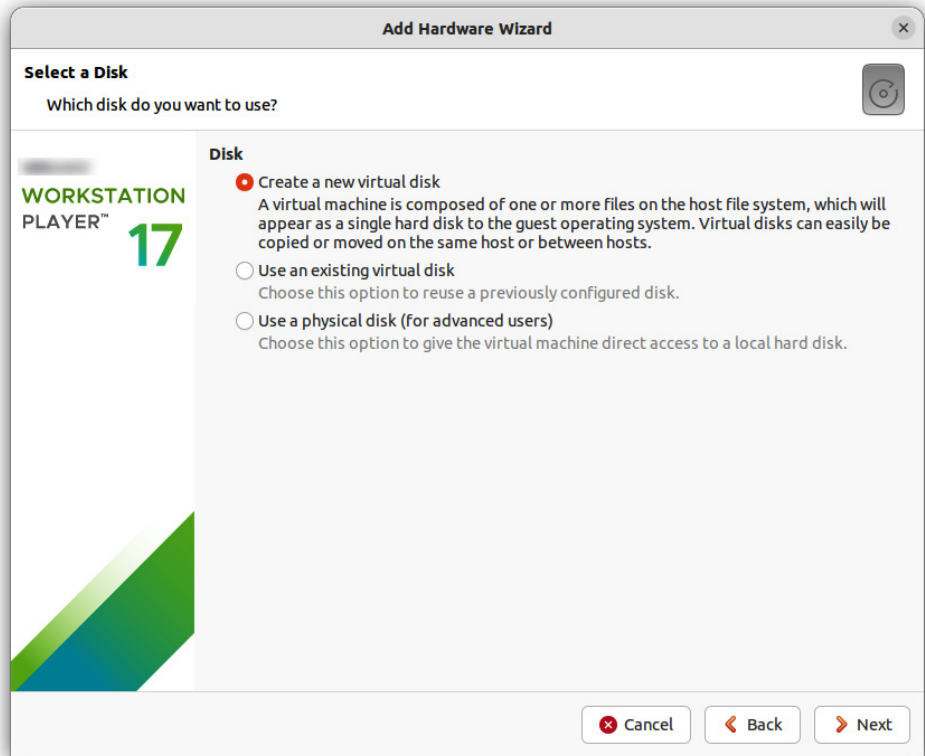 Add Hardware Wizard
Select a Disk
Which disk do you want to use?
WORKSTATION
PLAYER™
17
Disk
Create a new virtual disk
A virtual machine is composed of one or more files on the host file system, which will
appear as a single hard disk to the guest operating system. Virtual disks can easily be
copied or moved on the same host or between hosts.
Use an existing virtual disk
Choose this option to reuse a previously configured disk.
Use a physical disk (for advanced users)
Choose this option to give the virtual machine direct access to a local hard disk.
Cancel
Back
Next